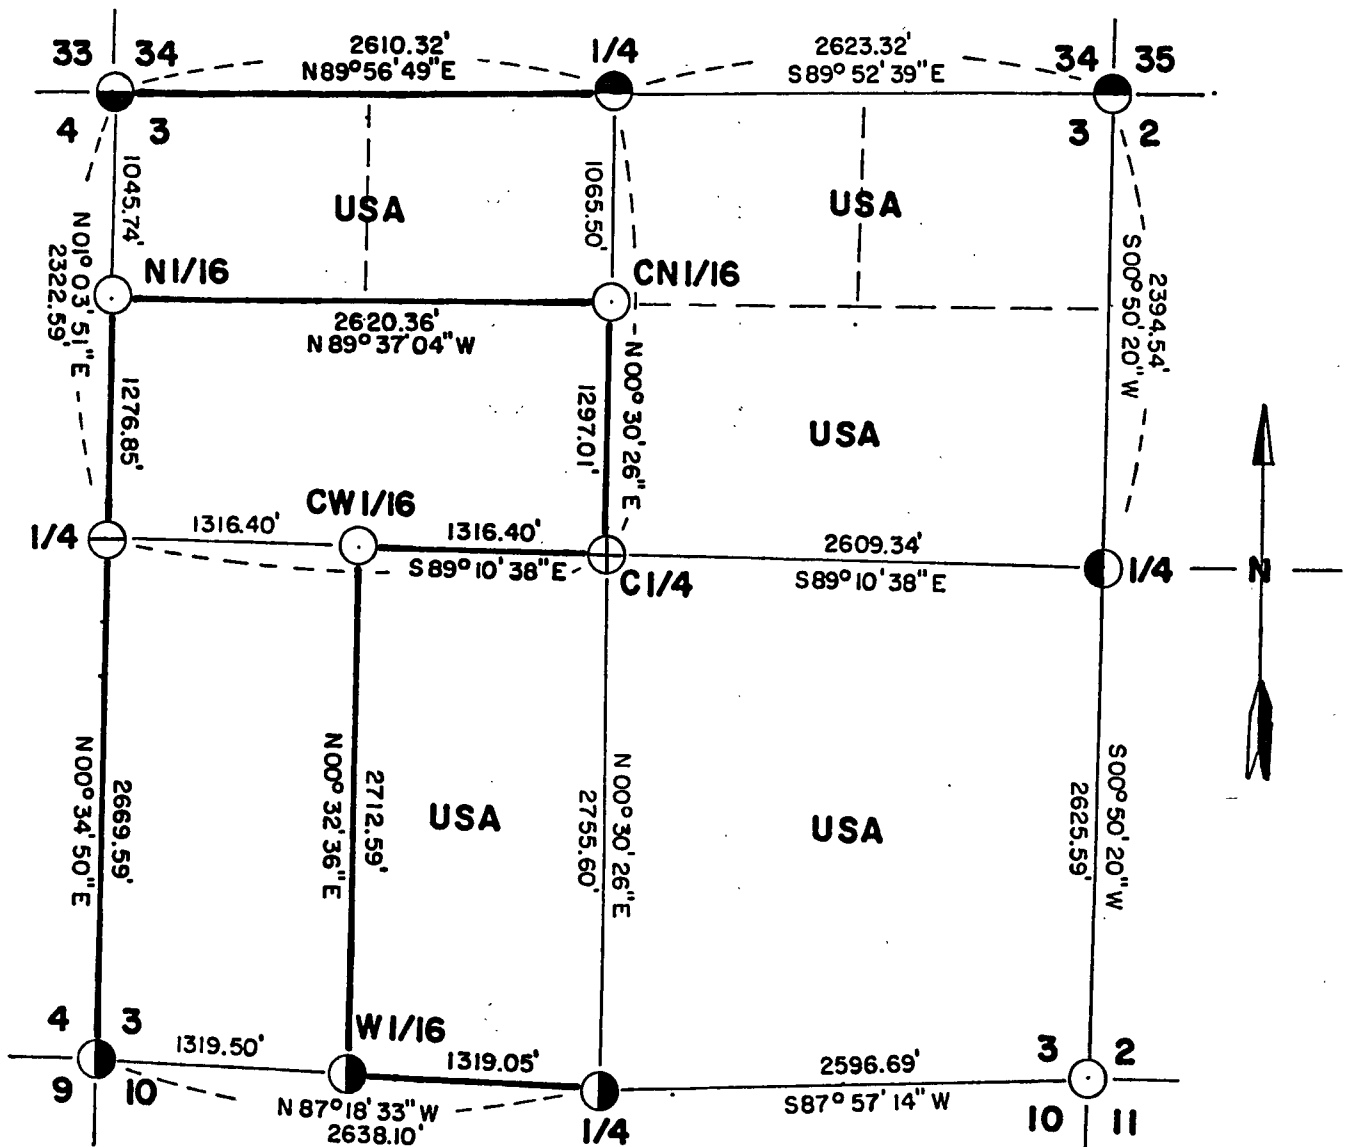 33 34
2610.32'
N89°56'49"E
1/4
2623.32'
S89°52'39"E
34 35
4 3
3 2
1045.74'
N01°03'51"E
2322.59'
USA
1065.50'
USA
S00°50'20"W
2394.54'
N1/16
CN1/16
2620.36'
N89°37'04"W
1276.85'
1297.01'
N00°30'26"E
USA
CW1/16
1/4
1316.40'
1316.40'
S89°10'38"E
C1/4
2609.34'
S89°10'38"E
1/4
N
N00°34'50"E
2669.59'
N00°32'36"E
2712.59'
USA
N00°30'26"E
2755.60'
USA
S00°50'20"W
2625.59'
4 3
W1/16
3 2
1319.50'
1319.05'
2596.69'
9 10
N87°18'33"W
2638.10'
1/4
S87°57'14"W
10 11